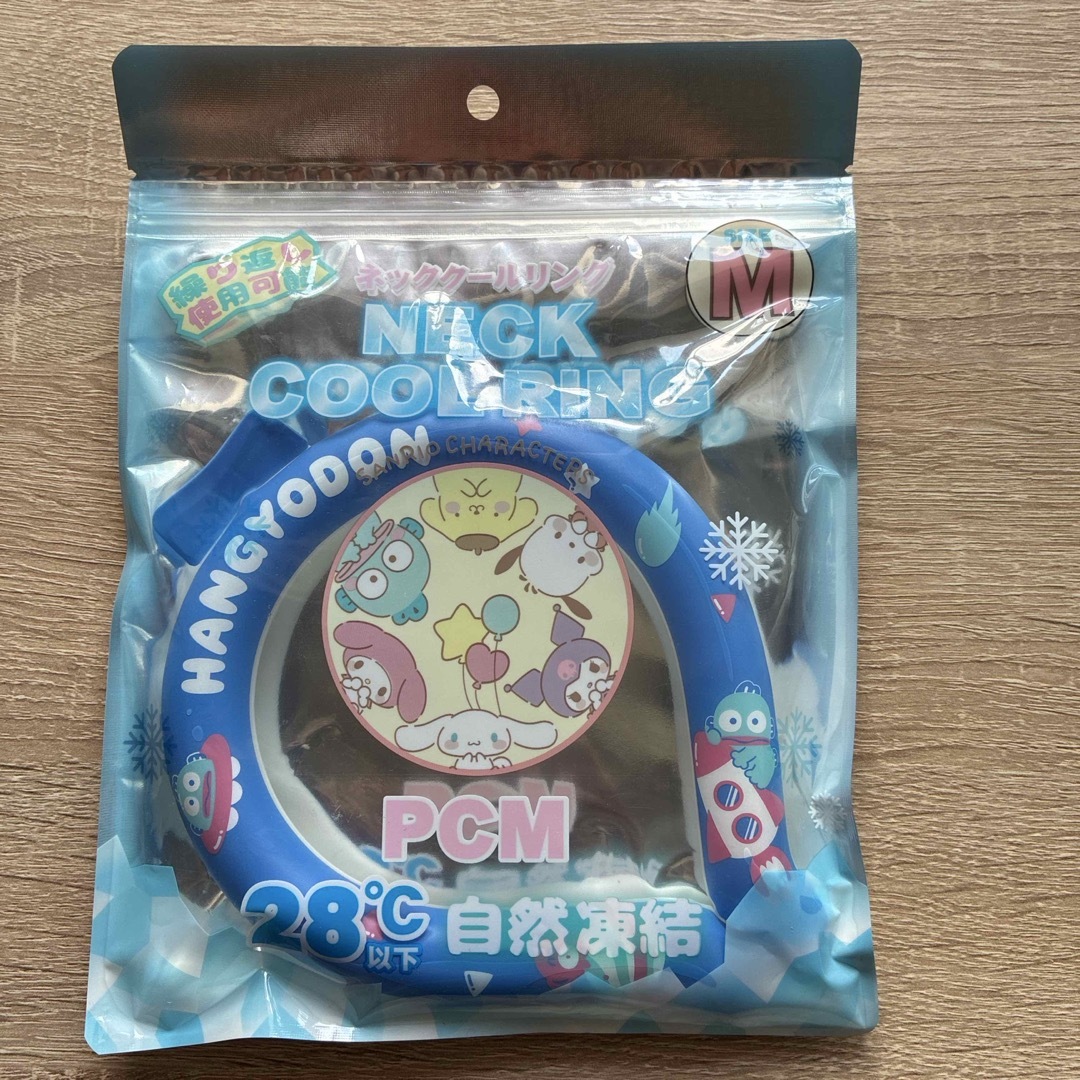 繰り返し
使用可能
ネッククールリング
SIZE
M
NECK
COOL RING
SANRIO CHARACTERS
HANGYODON
PCM
28℃
以下
自然凍結